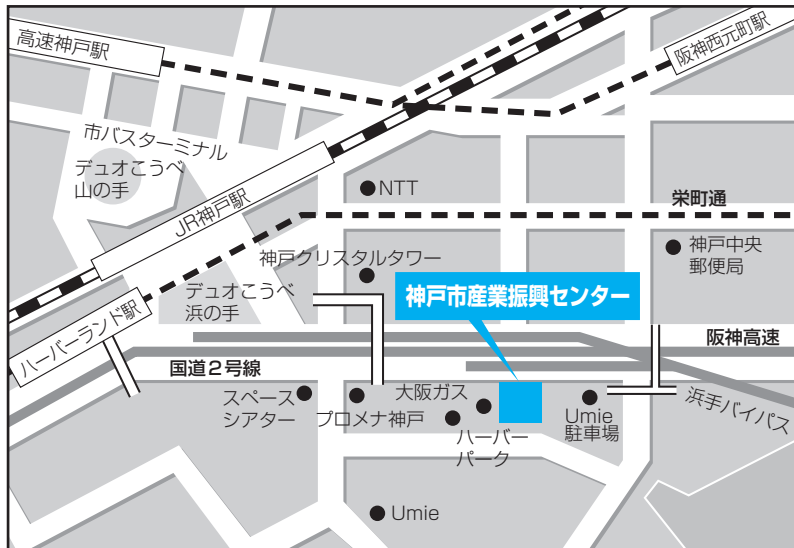 高速神戸駅
阪神西元町駅
市バスターミナル
デュオこうべ
山の手
JR神戸駅
NTT
栄町通
神戸中央
郵便局
神戸クリスタルタワー
デュオこうべ
浜の手
神戸市産業振興センター
ハーバーランド駅
阪神高速
国道2号線
スペース
シアター
プロメナ神戸
大阪ガス
ハーバー
パーク
Umie
駐車場
浜手バイパス
Umie